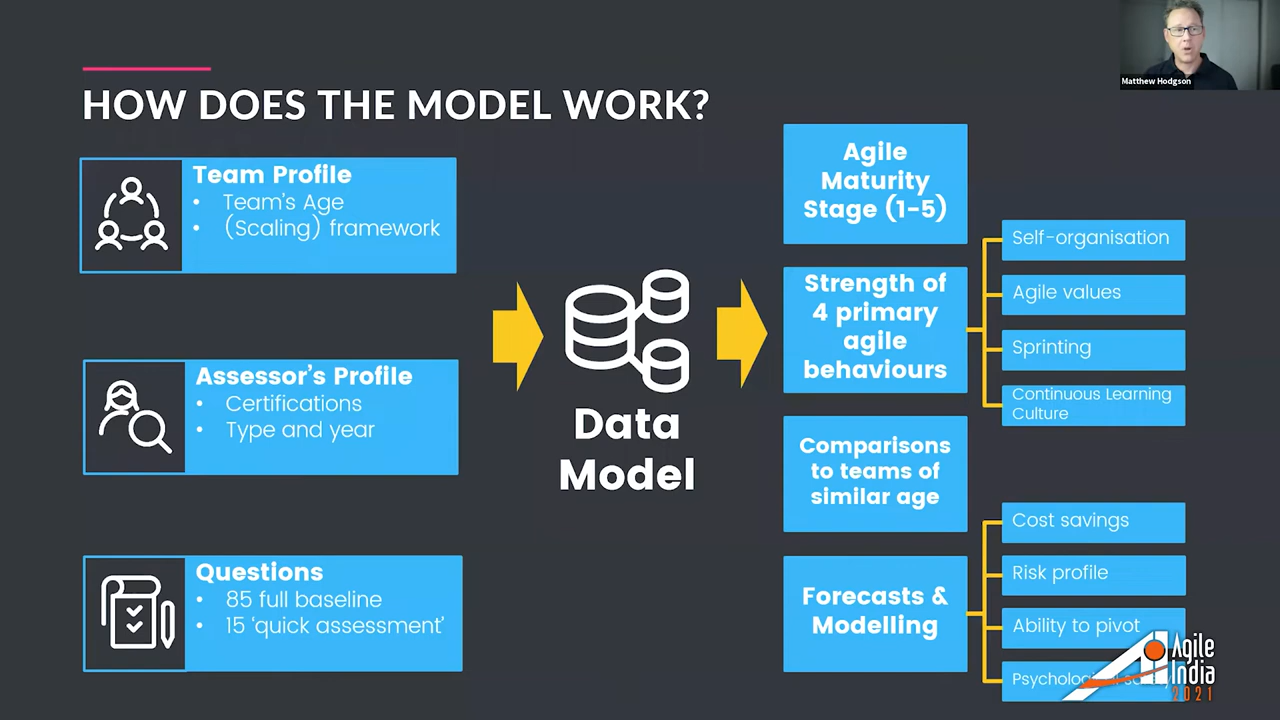 Matthew Hodgson
HOW DOES THE MODEL WORK?
Team Profile
• Team's Age
• (Scaling) framework
Assessor's Profile
• Certifications
• Type and year
Questions
• 85 full baseline
• 15 'quick assessment'
Data
Model
Agile
Maturity
Stage (1-5)
Strength of
4 primary
agile
behaviours
Self-organisation
Agile values
Sprinting
Continuous Learning
Culture
Comparisons
to teams of
similar age
Forecasts &
Modelling
Cost savings
Risk profile
Ability to pivot
Agile
India
2021